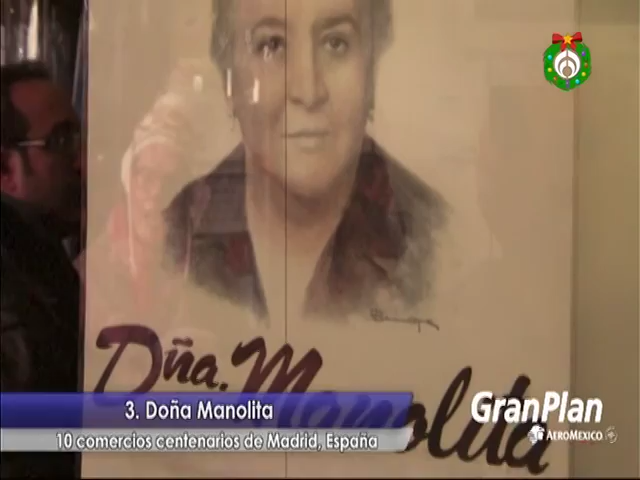 Dña. Manolita
3. Doña Manolita
10 comercios centenarios de Madrid, España
GranPlan
AEROMEXICO